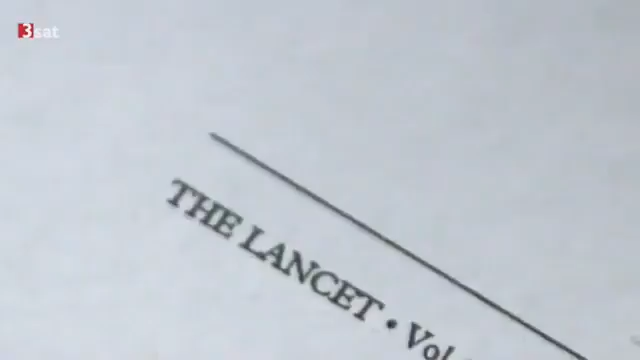 3sat
THE LANCET • Vol